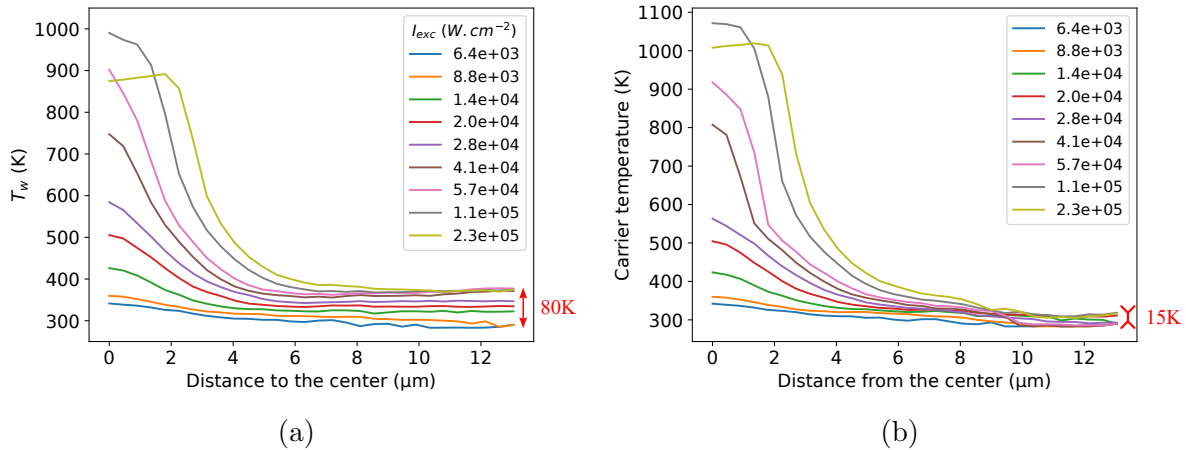 1000
900
800
700
600
500
400
300
T_w (K)
0 2 4 6 8 10 12
Distance to the center (μm)
I_exc (W.cm⁻²)
6.4e+03
8.8e+03
1.4e+04
2.0e+04
2.8e+04
4.1e+04
5.7e+04
1.1e+05
2.3e+05
80K
(a)
1100
1000
900
800
700
600
500
400
300
Carrier temperature (K)
0 2 4 6 8 10 12
Distance from the center (μm)
6.4e+03
8.8e+03
1.4e+04
2.0e+04
2.8e+04
4.1e+04
5.7e+04
1.1e+05
2.3e+05
15K
(b)